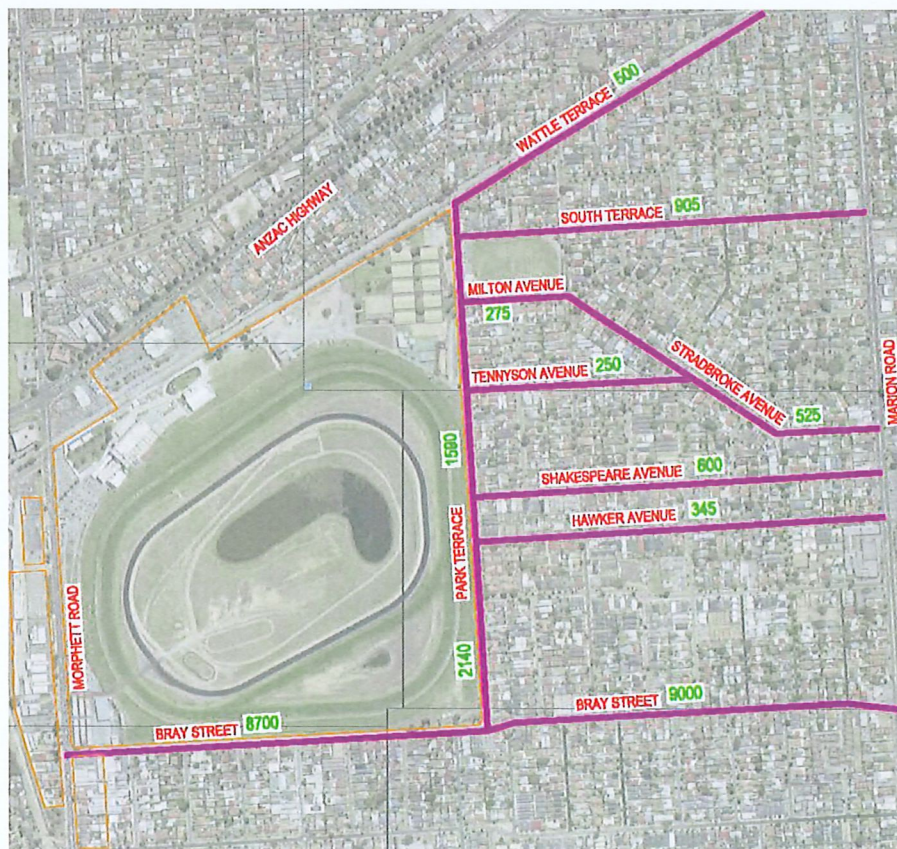 WATTLE TERRACE 500
SOUTH TERRACE 905
ANZAC HIGHWAY
MILTON AVENUE
275
STRADBROKE AVENUE 525
MARION ROAD
TENNYSON AVENUE 250
1590
SHAKESPEARE AVENUE 600
HAWKER AVENUE 345
PARK TERRACE
MORPHETT ROAD
2140
BRAY STREET 9000
BRAY STREET 8700